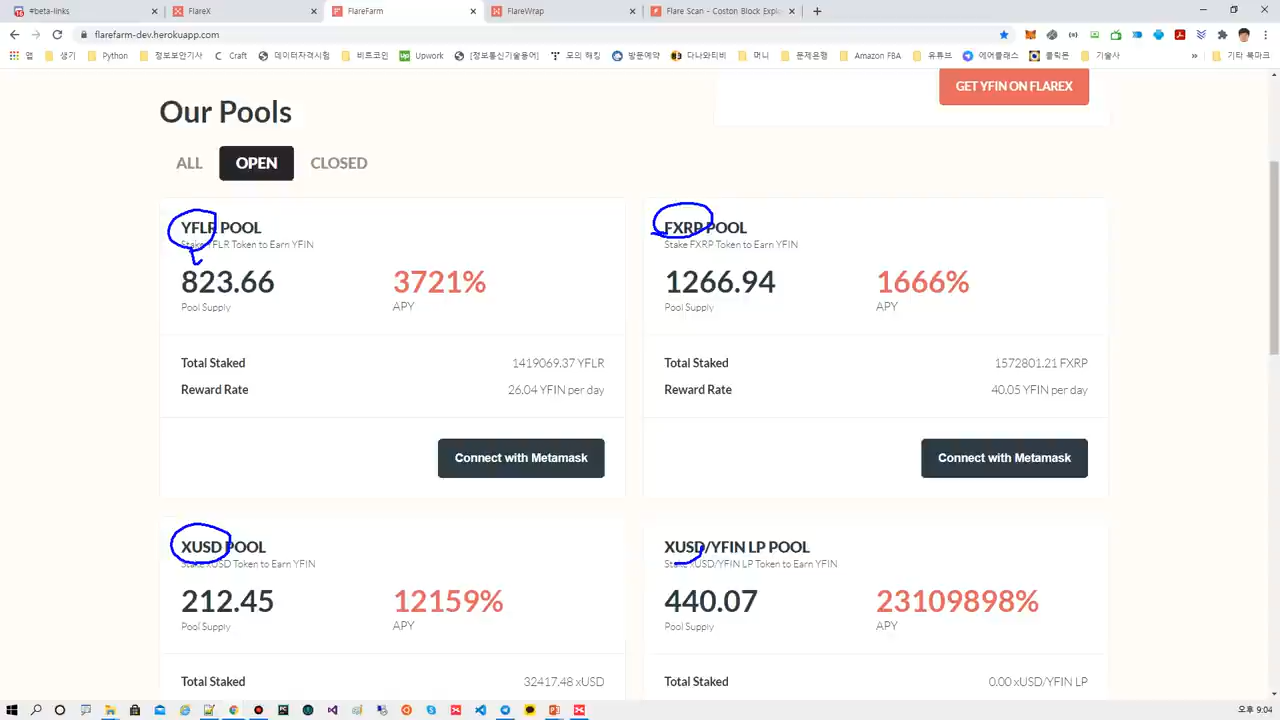 #beta-links
FlareX
FlareFarm
FlareWrap
Flare Scan - Coston Block Explo
flarefarm-dev.herokuapp.com
앱 생기 Python 정보보안기사 Craft 데이터자격시험 비트코인 Upwork [정보통신기술용어] 모의 해킹 방문예약 다나와티비 머니 문제은행 Amazon FBA 유튜브 에어클래스 클릭몬 기술사 » 기타 북마크
GET YFIN ON FLAREX
Our Pools
ALL OPEN CLOSED
YFLR POOL
Stake YFLR Token to Earn YFIN
823.66 3721%
Pool Supply APY
Total Staked 1419069.37 YFLR
Reward Rate 26.04 YFIN per day
Connect with Metamask
FXRP POOL
Stake FXRP Token to Earn YFIN
1266.94 1666%
Pool Supply APY
Total Staked 1572801.21 FXRP
Reward Rate 40.05 YFIN per day
Connect with Metamask
XUSD POOL
Stake xUSD Token to Earn YFIN
212.45 12159%
Pool Supply APY
Total Staked 32417.48 xUSD
XUSD/YFIN LP POOL
Stake xUSD/YFIN LP Token to Earn YFIN
440.07 23109898%
Pool Supply APY
Total Staked 0.00 xUSD/YFIN LP
오후 9:04